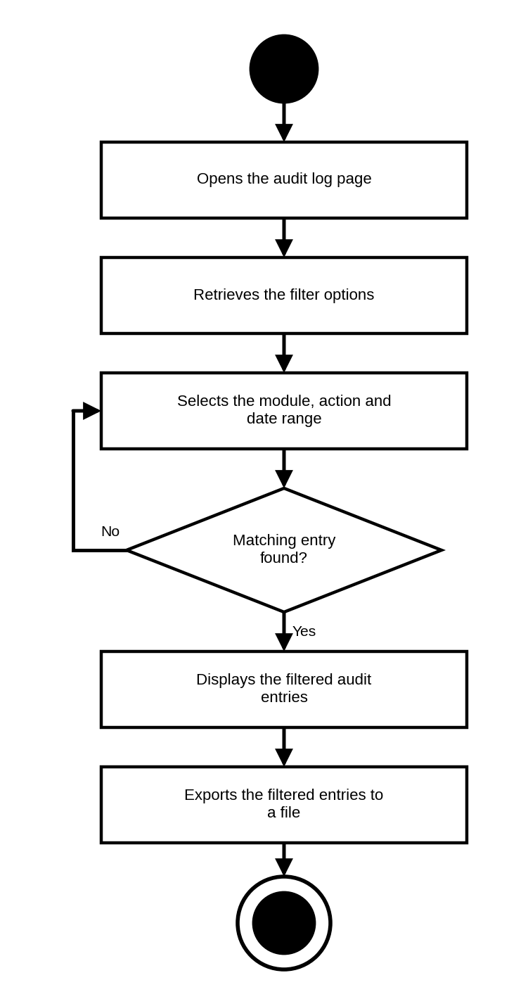 Opens the audit log page
Retrieves the filter options
Selects the module, action and
date range
No
Matching entry
found?
Yes
Displays the filtered audit
entries
Exports the filtered entries to
a file